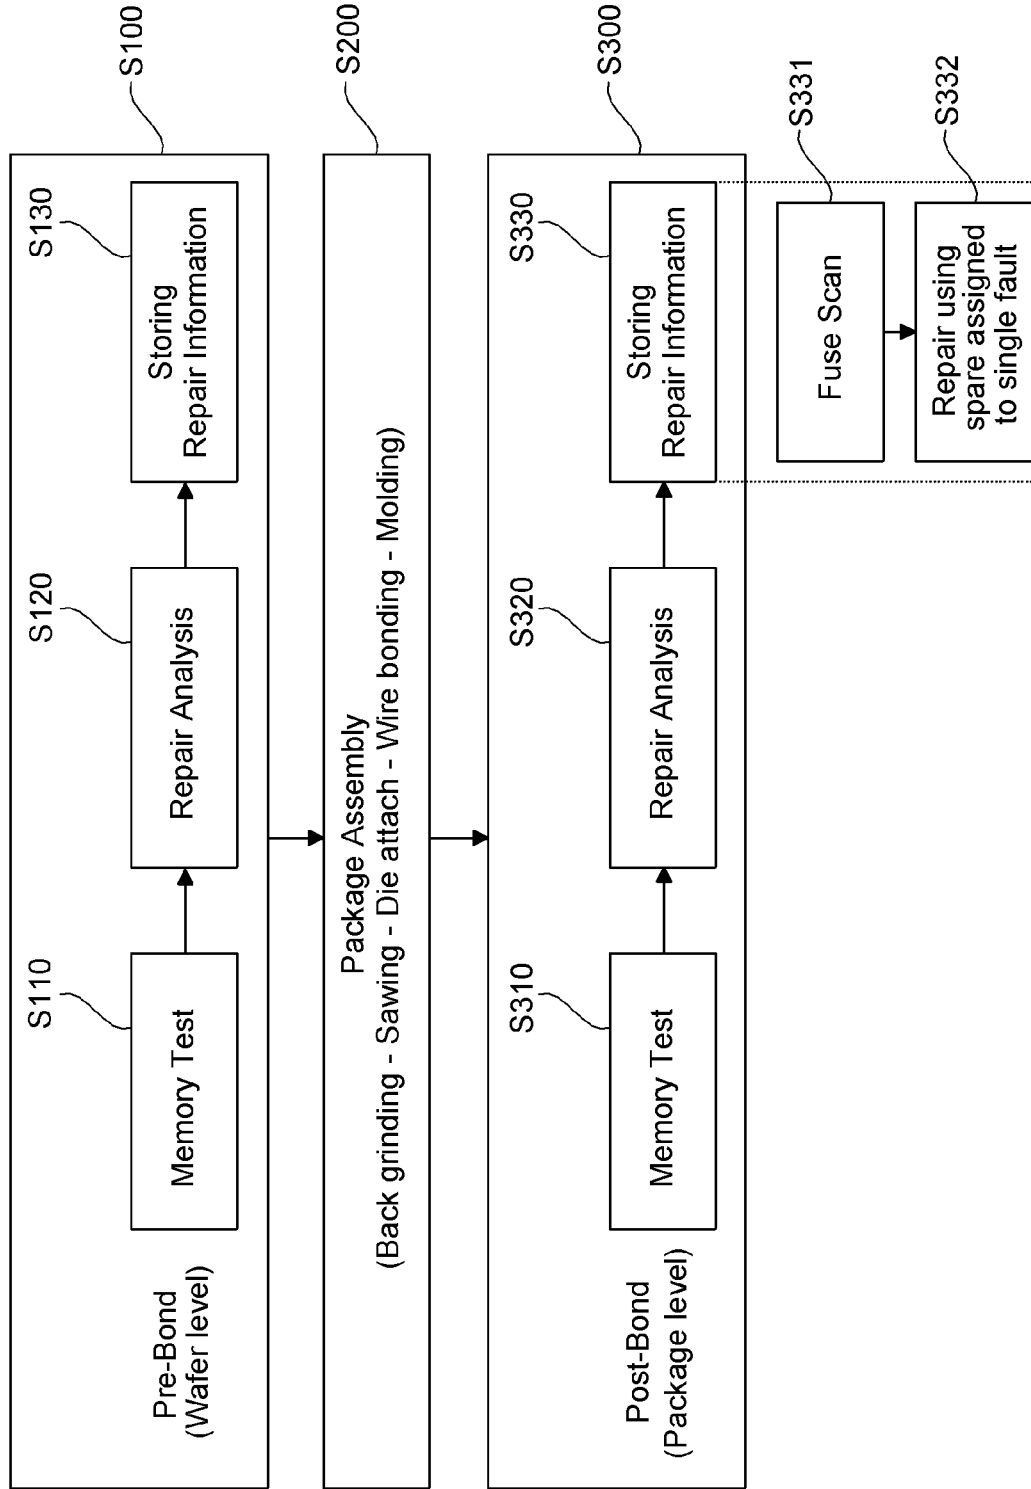 S100
Pre-Bond
(Wafer level)
S110
Memory Test
S120
Repair Analysis
S130
Storing
Repair Information
S200
Package Assembly
(Back grinding - Sawing - Die attach - Wire bonding - Molding)
S300
Post-Bond
(Package level)
S310
Memory Test
S320
Repair Analysis
S330
Storing
Repair Information
S331
Fuse Scan
S332
Repair using
spare assigned
to single fault